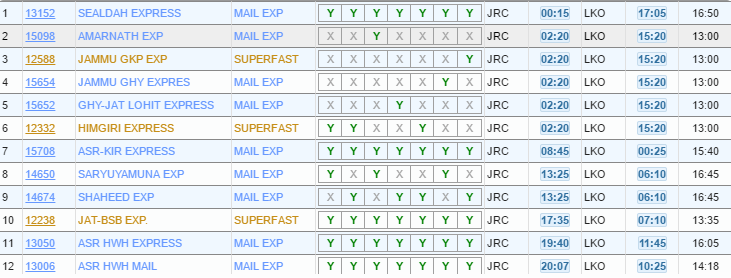 1 13152 SEALDAH EXPRESS MAIL EXP Y Y Y Y Y Y Y JRC 00:15 LKO 17:05 16:50
2 15098 AMARNATH EXP MAIL EXP X X Y X X X X JRC 02:20 LKO 15:20 13:00
3 12588 JAMMU GKP EXP SUPERFAST X X X X X X Y JRC 02:20 LKO 15:20 13:00
4 15654 JAMMU GHY EXPRES MAIL EXP X X X X X Y X JRC 02:20 LKO 15:20 13:00
5 15652 GHY-JAT LOHIT EXPRESS MAIL EXP X X X Y X X X JRC 02:20 LKO 15:20 13:00
6 12332 HIMGIRI EXPRESS SUPERFAST Y Y X X Y X X JRC 02:20 LKO 15:20 13:00
7 15708 ASR-KIR EXPRESS MAIL EXP Y Y Y Y Y Y Y JRC 08:45 LKO 00:25 15:40
8 14650 SARYUYAMUNA EXP MAIL EXP Y X Y X X Y X JRC 13:25 LKO 06:10 16:45
9 14674 SHAHEED EXP MAIL EXP X Y X Y Y X Y JRC 13:25 LKO 06:10 16:45
10 12238 JAT-BSB EXP. SUPERFAST Y Y Y Y Y Y Y JRC 17:35 LKO 07:10 13:35
11 13050 ASR HWH EXPRESS MAIL EXP Y Y Y Y Y Y Y JRC 19:40 LKO 11:45 16:05
12 13006 ASR HWH MAIL MAIL EXP Y Y Y Y Y Y Y JRC 20:07 LKO 10:25 14:18